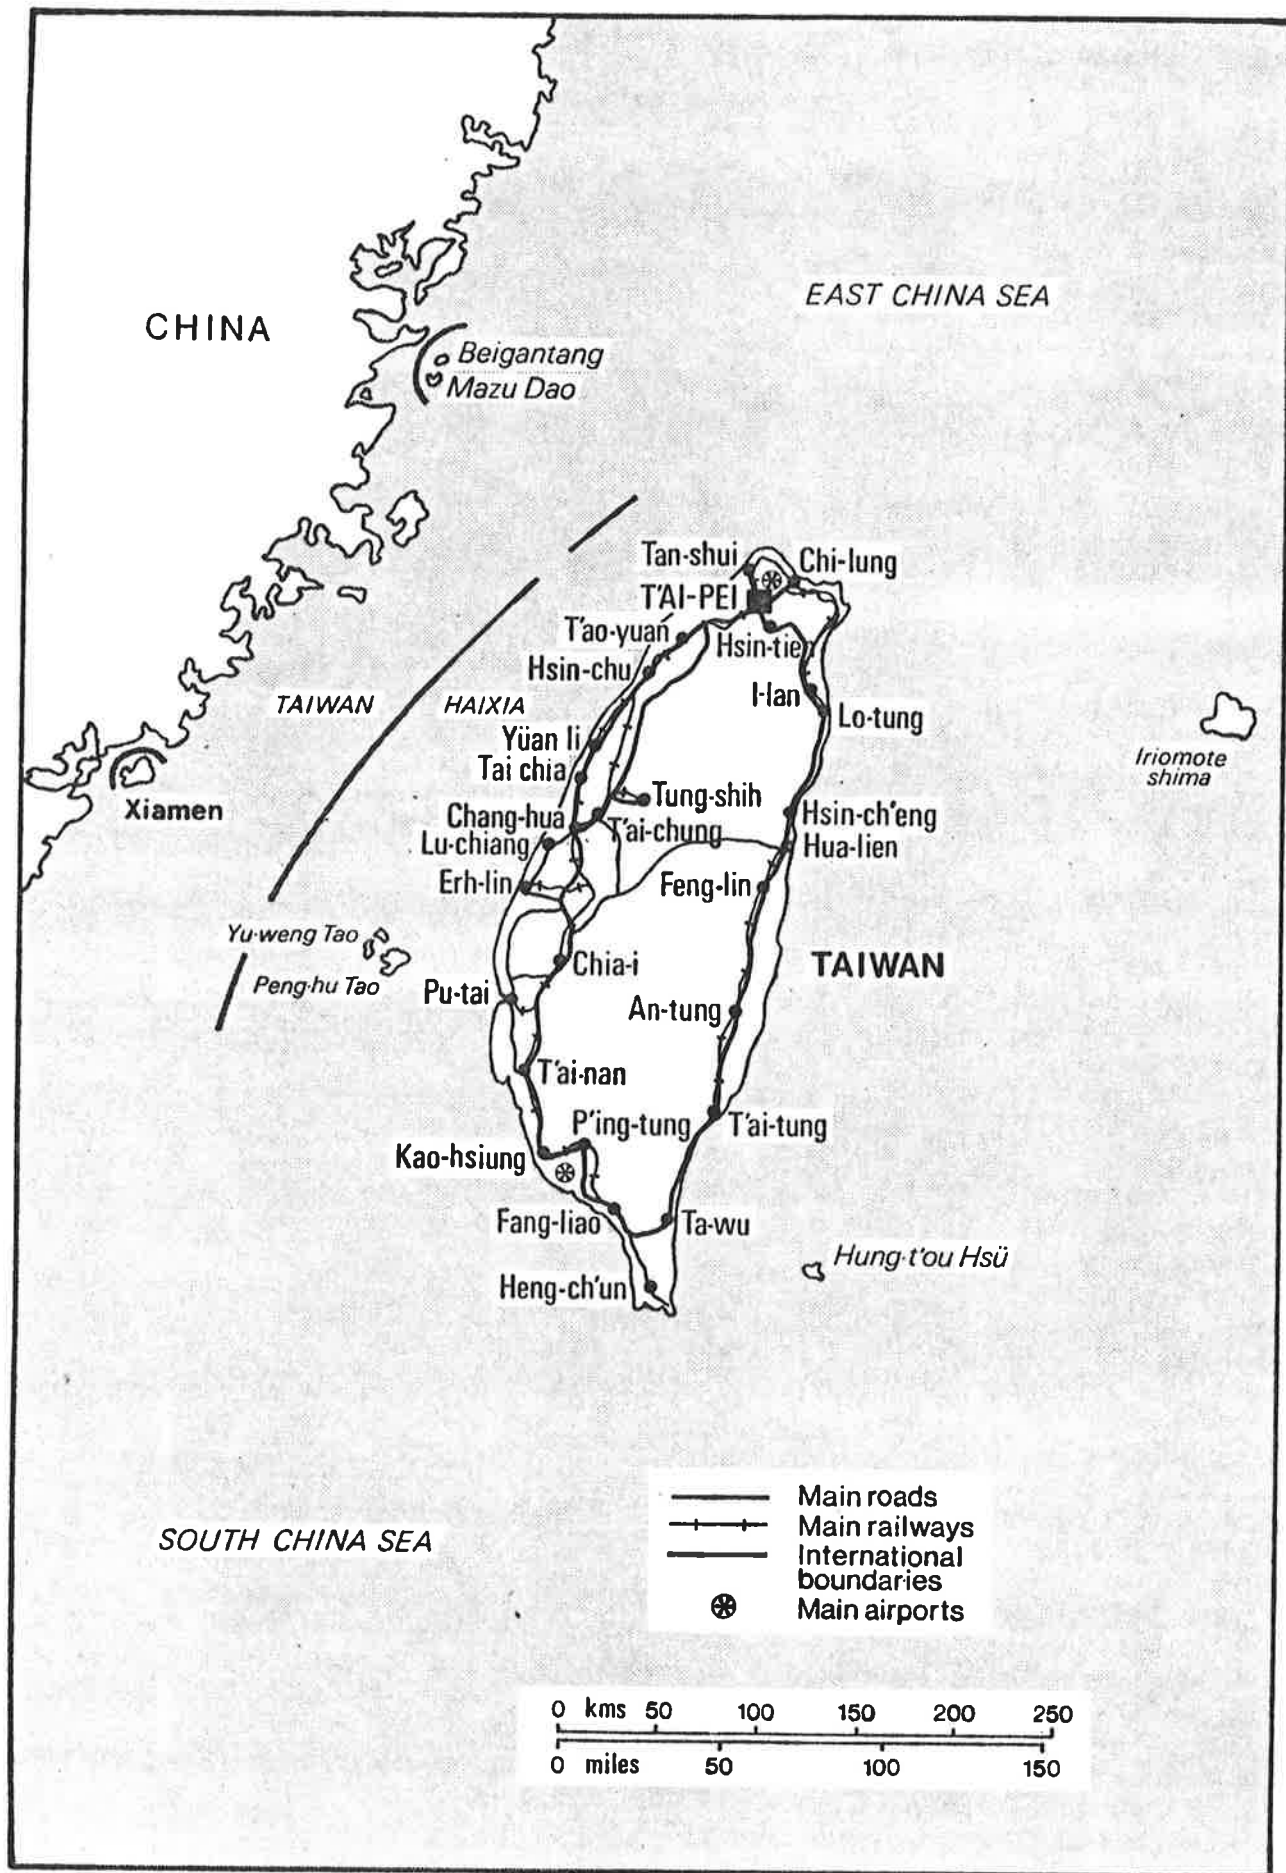 EAST CHINA SEA
CHINA
Beigantang
Mazu Dao
Tan-shui
Chi-lung
T'AI-PEI
T'ao-yuan
Hsin-tien
Hsin-chu
I-lan
TAIWAN HAIXIA
Lo-tung
Yüan li
Iriomote
shima
Tai chia
Tung-shih
Xiamen
Chang-hua
T'ai-chung
Hsin-ch'eng
Lu-chiang
Hua-lien
Erh-lin
Feng-lin
Yu-weng Tao
Chia-i
TAIWAN
Peng-hu Tao
Pu-tai
An-tung
T'ai-nan
P'ing-tung
T'ai-tung
Kao-hsiung
Fang-liao
Ta-wu
Hung-t'ou Hsü
Heng-ch'un
Main roads
Main railways
International
boundaries
Main airports
SOUTH CHINA SEA
0 kms 50 100 150 200 250
0 miles 50 100 150